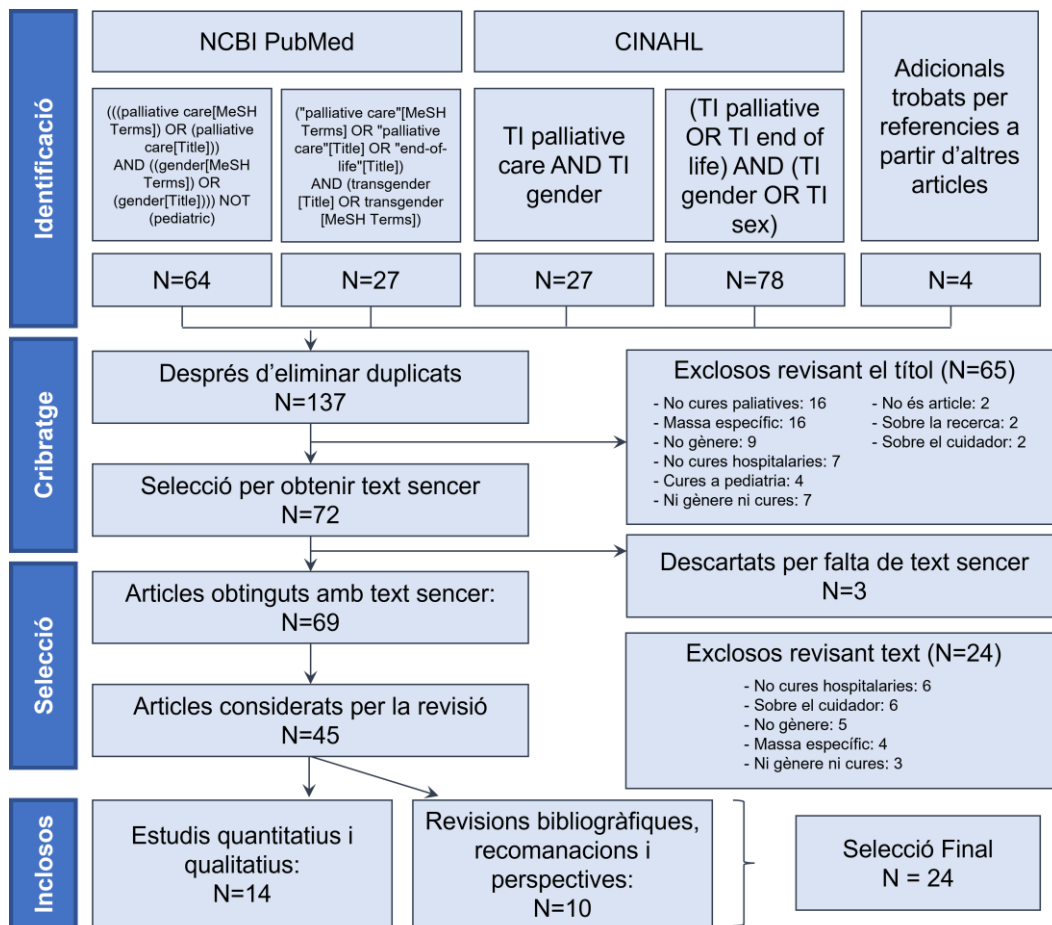 Identificació
NCBI PubMed
CINAHL
Adicionals
trobats per
referencies a
partir d'altres
articles
(((palliative care[MeSH
Terms]) OR (palliative
care[Title]))
AND ((gender[MeSH
Terms]) OR
(gender[Title]))) NOT
(pediatric)
("palliative care"[MeSH
Terms] OR "palliative
care"[Title] OR "end-of-
life"[Title])
AND (transgender
[Title] OR transgender
[MeSH Terms])
TI palliative
care AND TI
gender
(TI palliative
OR TI end of
life) AND (TI
gender OR TI
sex)
N=64
N=27
N=27
N=78
N=4
Cribratge
Després d'eliminar duplicats
N=137
Exclosos revisant el títol (N=65)
- No cures paliatives: 16
- Massa específic: 16
- No gènere: 9
- No cures hospitalaries: 7
- Cures a pediatria: 4
- Ni gènere ni cures: 7
- No és article: 2
- Sobre la recerca: 2
- Sobre el cuidador: 2
Selecció per obtenir text sencer
N=72
Selecció
Descartats per falta de text sencer
N=3
Articles obtinguts amb text sencer:
N=69
Exclosos revisant text (N=24)
- No cures hospitalaries: 6
- Sobre el cuidador: 6
- No gènere: 5
- Massa específic: 4
- Ni gènere ni cures: 3
Articles considerats per la revisió
N=45
Inclosos
Estudis quantitatius i
qualitatius:
N=14
Revisions bibliogràfiques,
recomanacions i
perspectives:
N=10
Selecció Final
N = 24